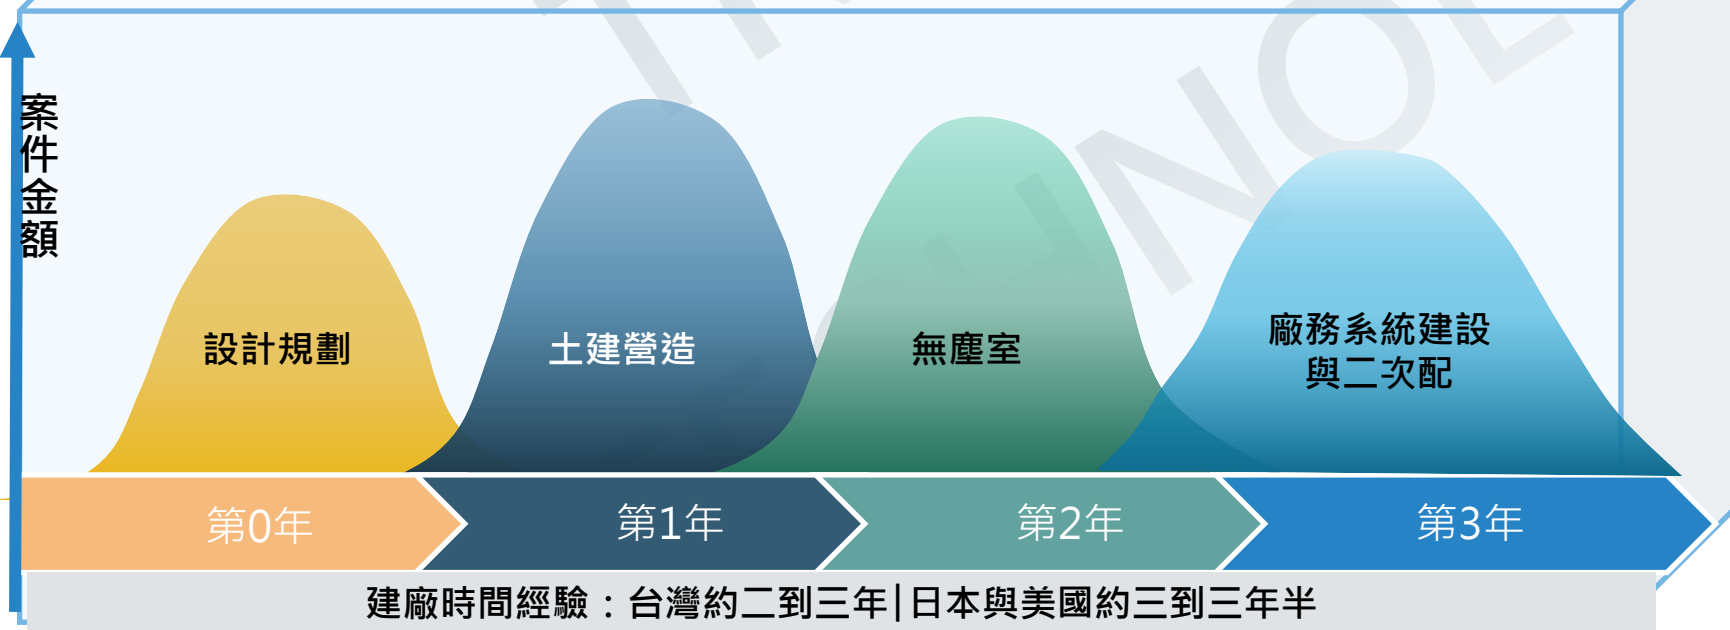 案件金額
設計規劃
土建營造
無塵室
廠務系統建設
與二次配
第0年
第1年
第2年
第3年
建廠時間經驗：台灣約二到三年|日本與美國約三到三年半